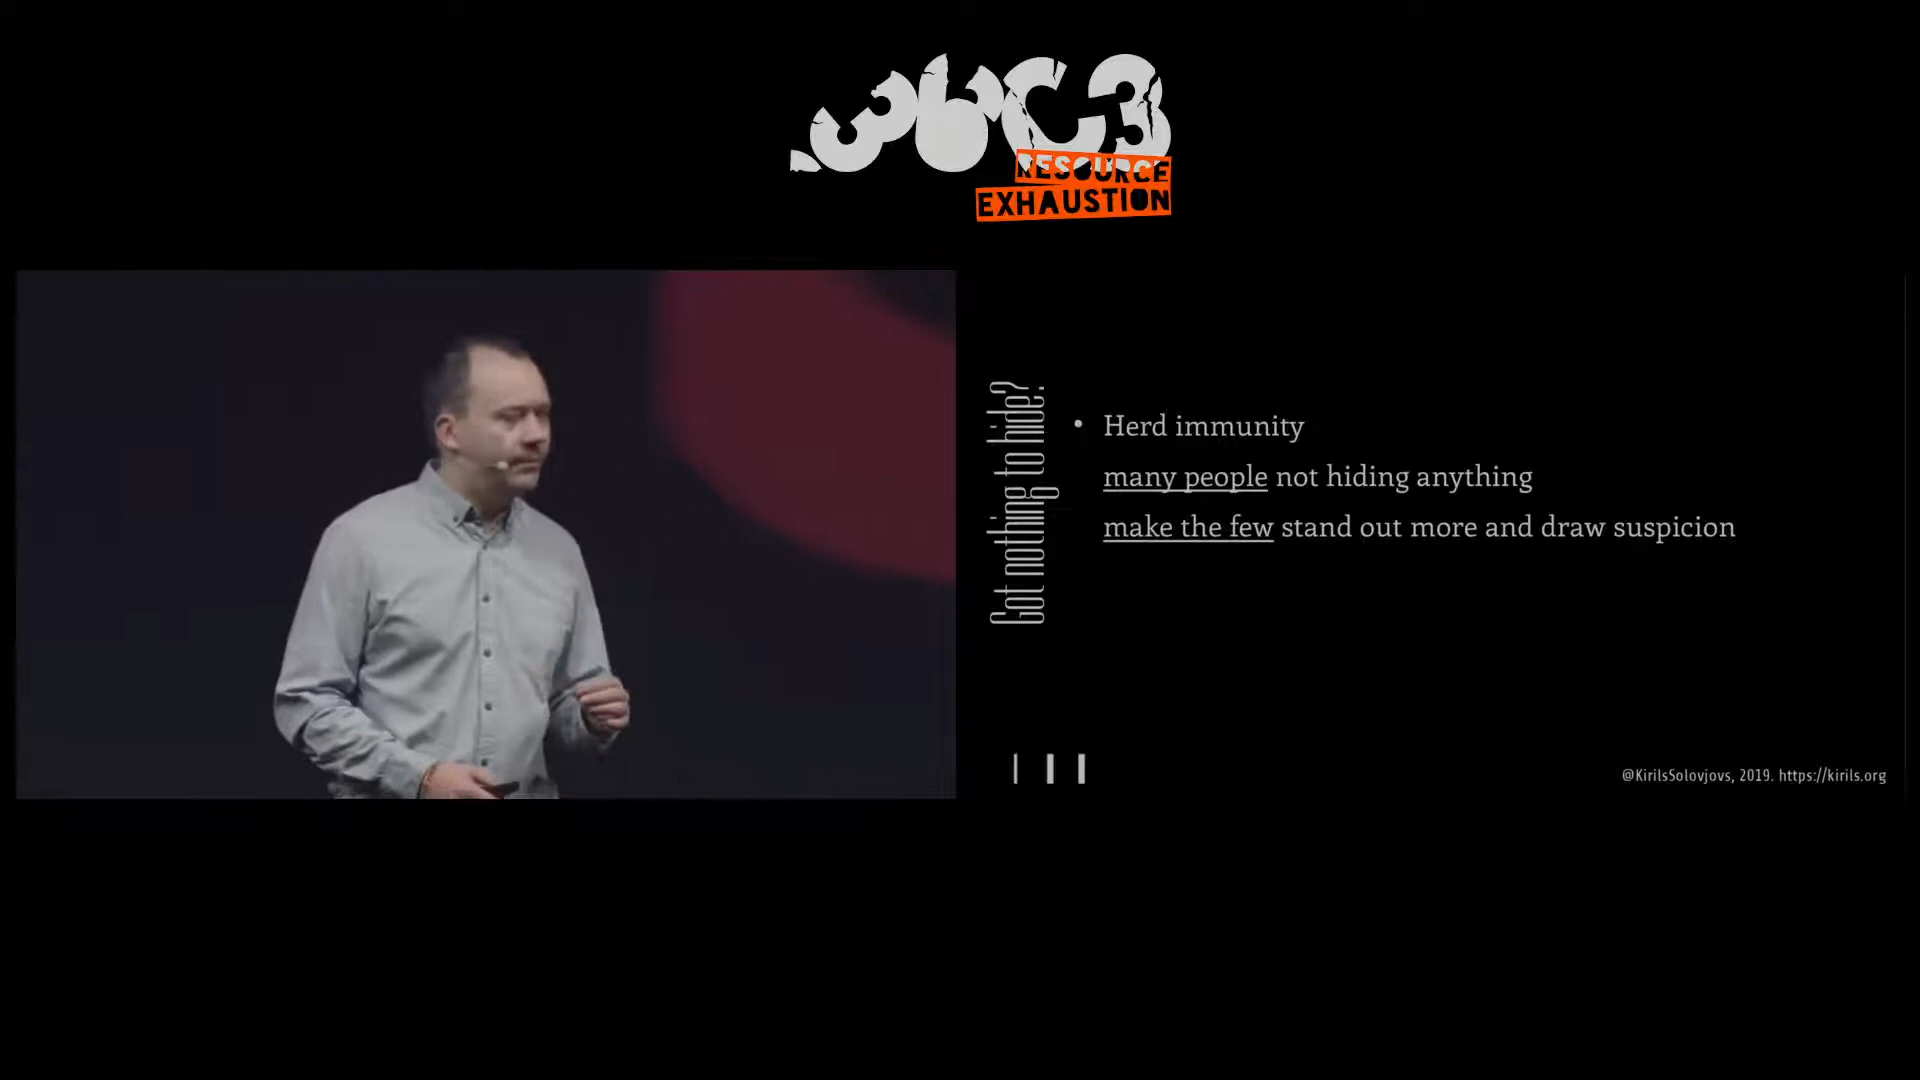 36C3
RESOURCE
EXHAUSTION
Got nothing to hide?
• Herd immunity
many people not hiding anything
make the few stand out more and draw suspicion
@KirilsSolovjovs, 2019. https://kirils.org